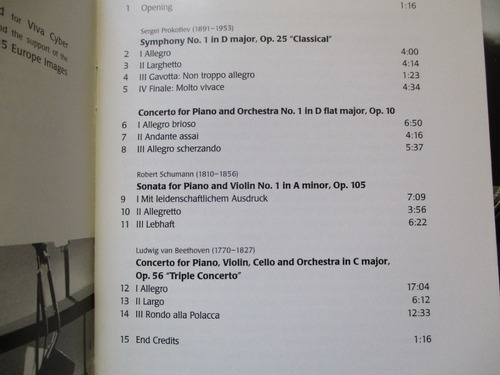 d for Viva Cyber
nd the support of the
5 Europe Images
1 Opening 1:16
Sergei Prokofiev (1891–1953)
Symphony No. 1 in D major, Op. 25 "Classical"
2 I Allegro 4:00
3 II Larghetto 4:14
4 III Gavotta: Non troppo allegro 1:23
5 IV Finale: Molto vivace 4:34
Concerto for Piano and Orchestra No. 1 in D flat major, Op. 10
6 I Allegro brioso 6:50
7 II Andante assai 4:16
8 III Allegro scherzando 5:37
Robert Schumann (1810–1856)
Sonata for Piano and Violin No. 1 in A minor, Op. 105
9 I Mit leidenschaftlichem Ausdruck 7:09
10 II Allegretto 3:56
11 III Lebhaft 6:22
Ludwig van Beethoven (1770–1827)
Concerto for Piano, Violin, Cello and Orchestra in C major,
Op. 56 "Triple Concerto"
12 I Allegro 17:04
13 II Largo 6:12
14 III Rondo alla Polacca 12:33
15 End Credits 1:16